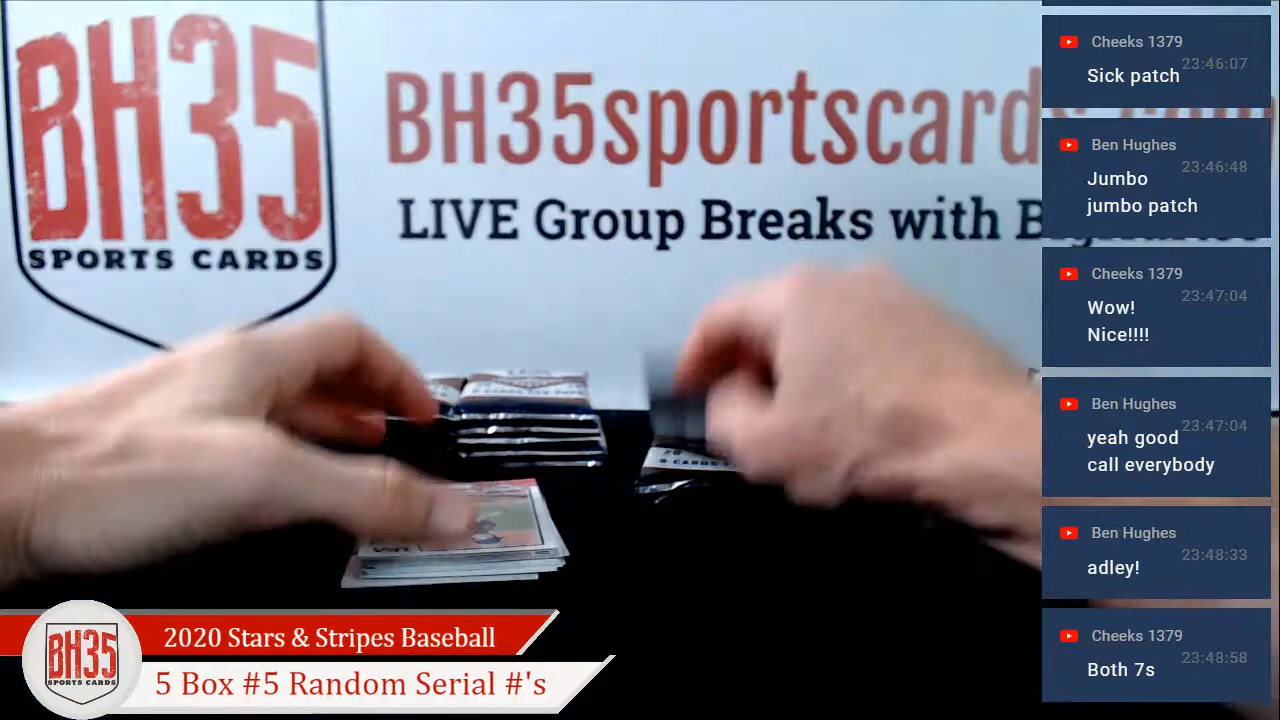 BH35
SPORTS CARDS
BH35sportscard
LIVE Group Breaks with
Cheeks 1379
23:46:07
Sick patch
Ben Hughes
23:46:48
Jumbo
jumbo patch
Cheeks 1379
23:47:04
Wow!
Nice!!!!
Ben Hughes
23:47:04
yeah good
call everybody
Ben Hughes
23:48:33
adley!
Cheeks 1379
23:48:58
Both 7s
BH35
SPORTS CARDS
2020 Stars & Stripes Baseball
5 Box #5 Random Serial #'s